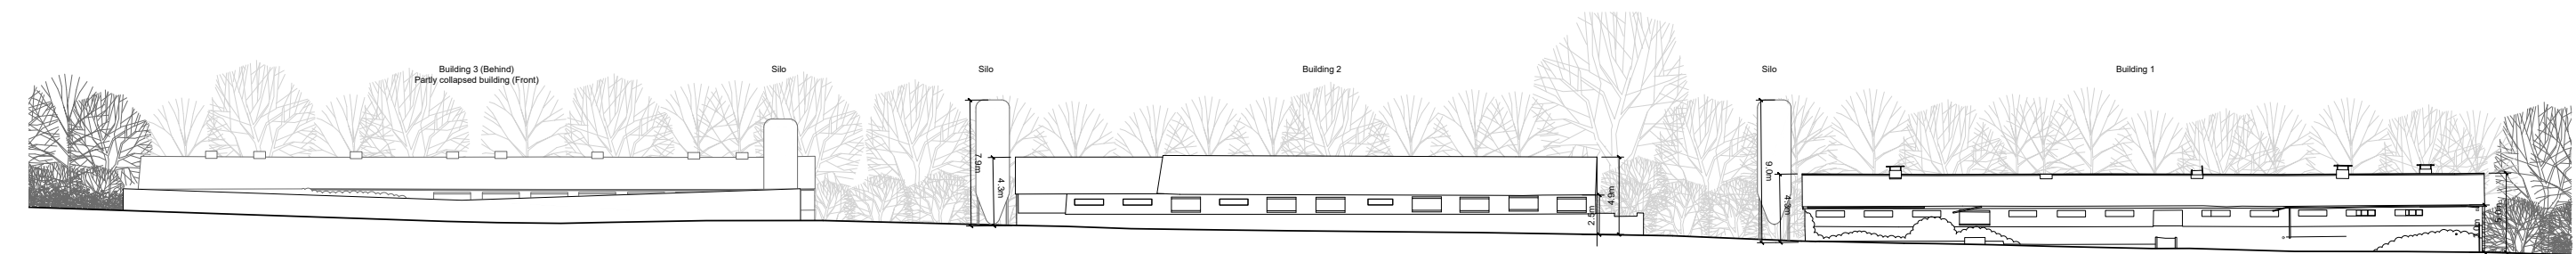 Building 3 (Behind)
Partly collapsed building (Front)
Silo
Silo
Building 2
Silo
Building 1
7.9m
4.3m
2.5m
4.9m
9.0m
4.3m